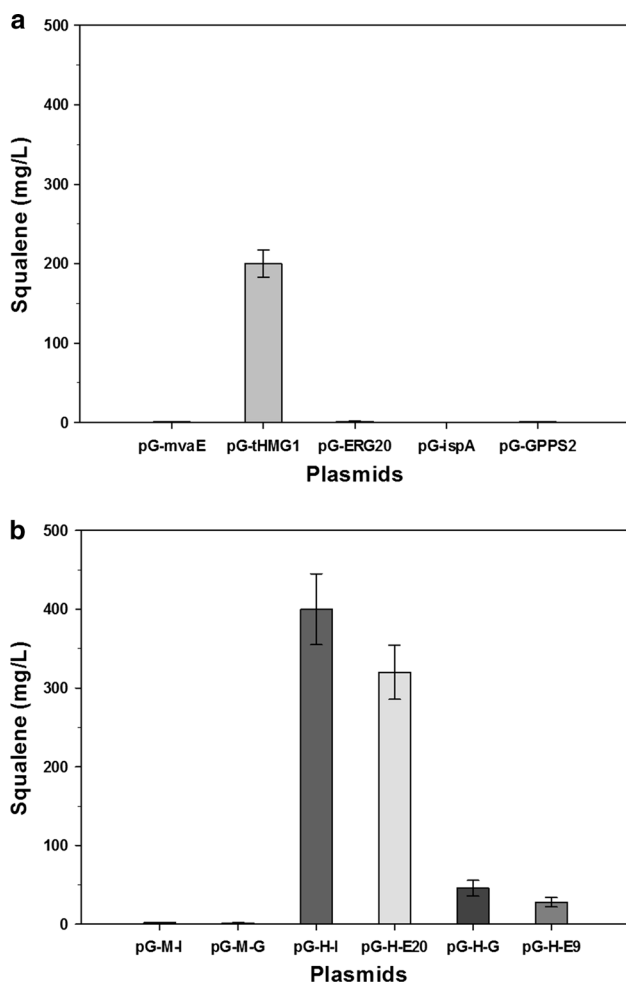 a
500
400
300
200
100
0
Squalene (mg/L)
pG-mvaE pG-tHMG1 pG-ERG20 pG-ispA pG-GPPS2
Plasmids
b
500
400
300
200
100
0
Squalene (mg/L)
pG-M-I pG-M-G pG-H-I pG-H-E20 pG-H-G pG-H-E9
Plasmids